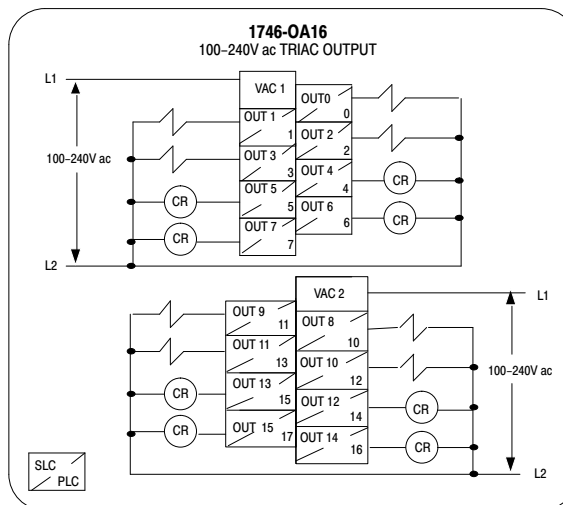 1746-OA16
100-240V ac TRIAC OUTPUT
L1
VAC 1
OUT0
0
OUT 1
1
OUT 2
2
OUT 3
3
OUT 4
4
100-240V ac
CR
OUT 5
5
OUT 6
6
CR
CR
OUT 7
7
CR
L2
VAC 2
L1
OUT 9
11
OUT 8
10
OUT 11
13
OUT 10
12
100-240V ac
CR
OUT 13
15
OUT 12
14
CR
CR
OUT 15
17
OUT 14
16
CR
SLC
PLC
L2